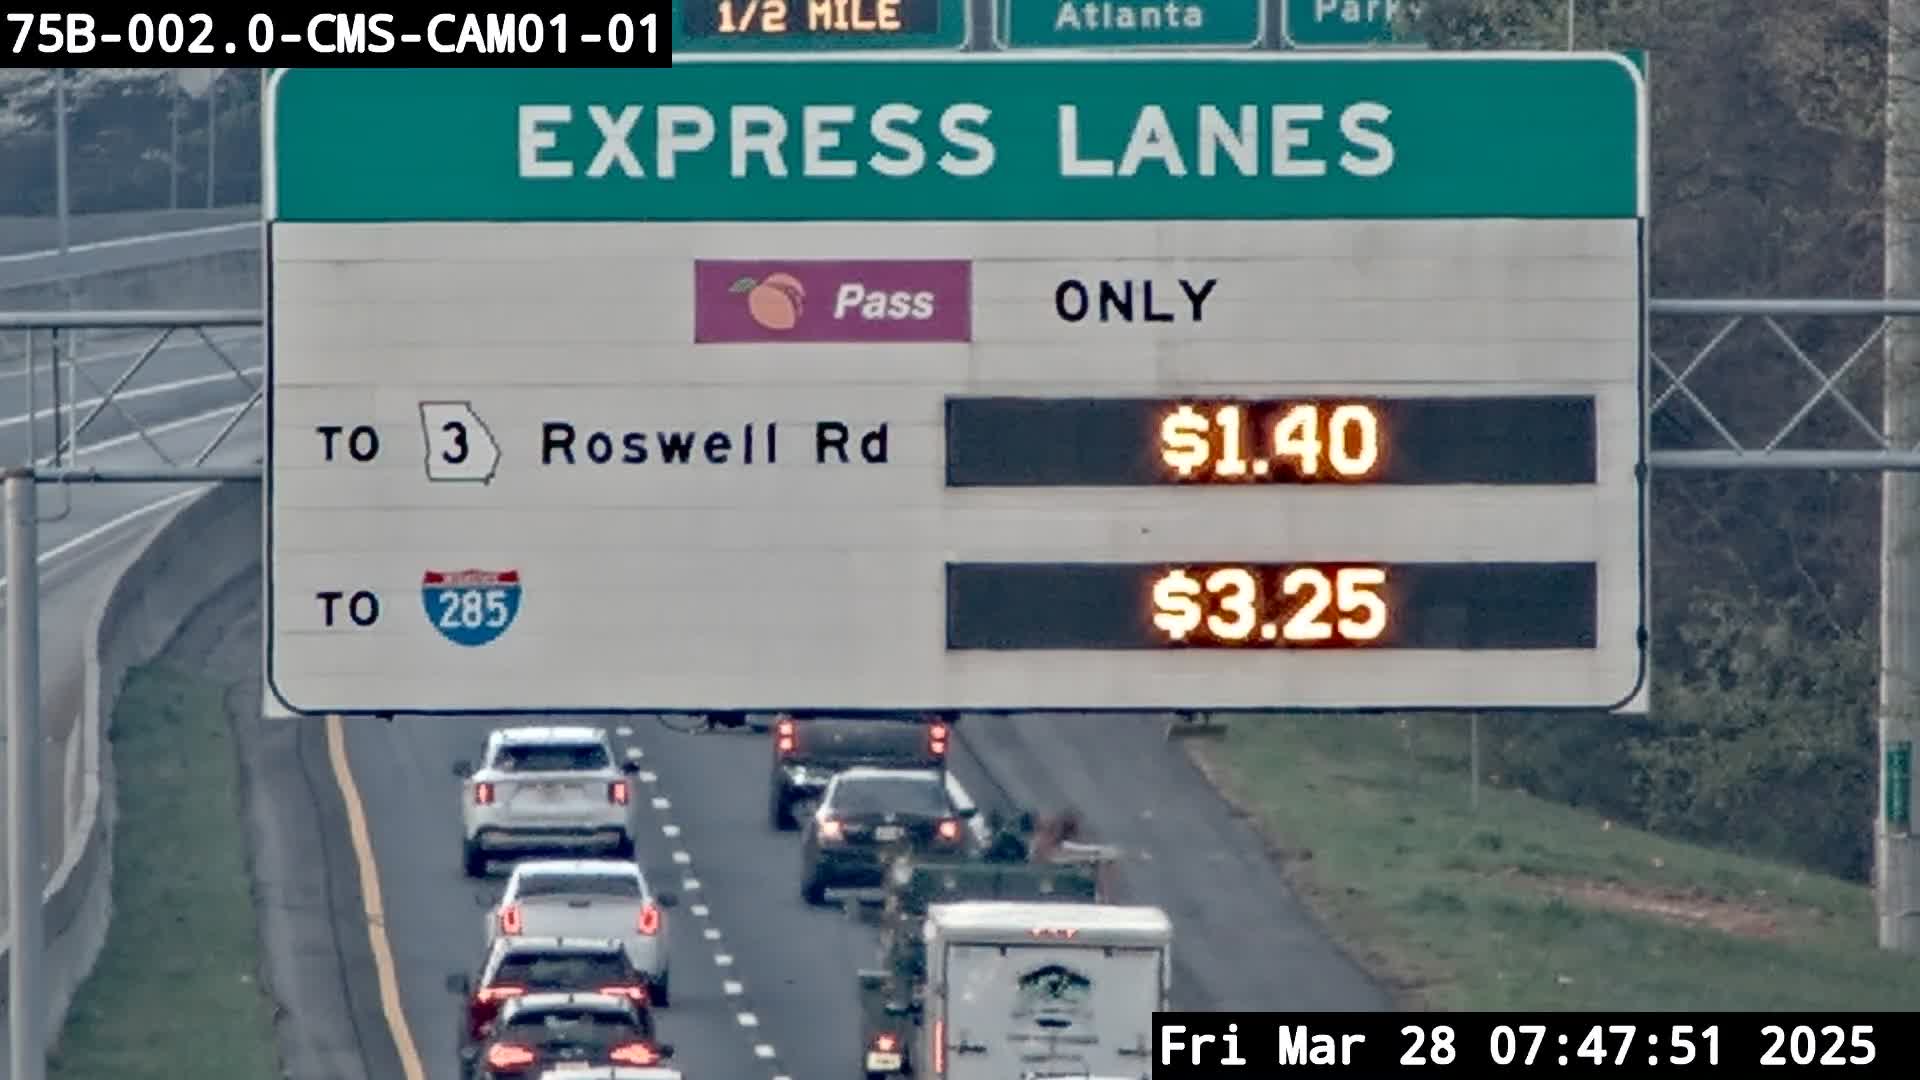 75B-002.0-CMS-CAM01-01
1/2 MILE
Atlanta
EXPRESS LANES
Pass ONLY
TO 3 Roswell Rd $1.40
TO 285 $3.25
Fri Mar 28 07:47:51 2025